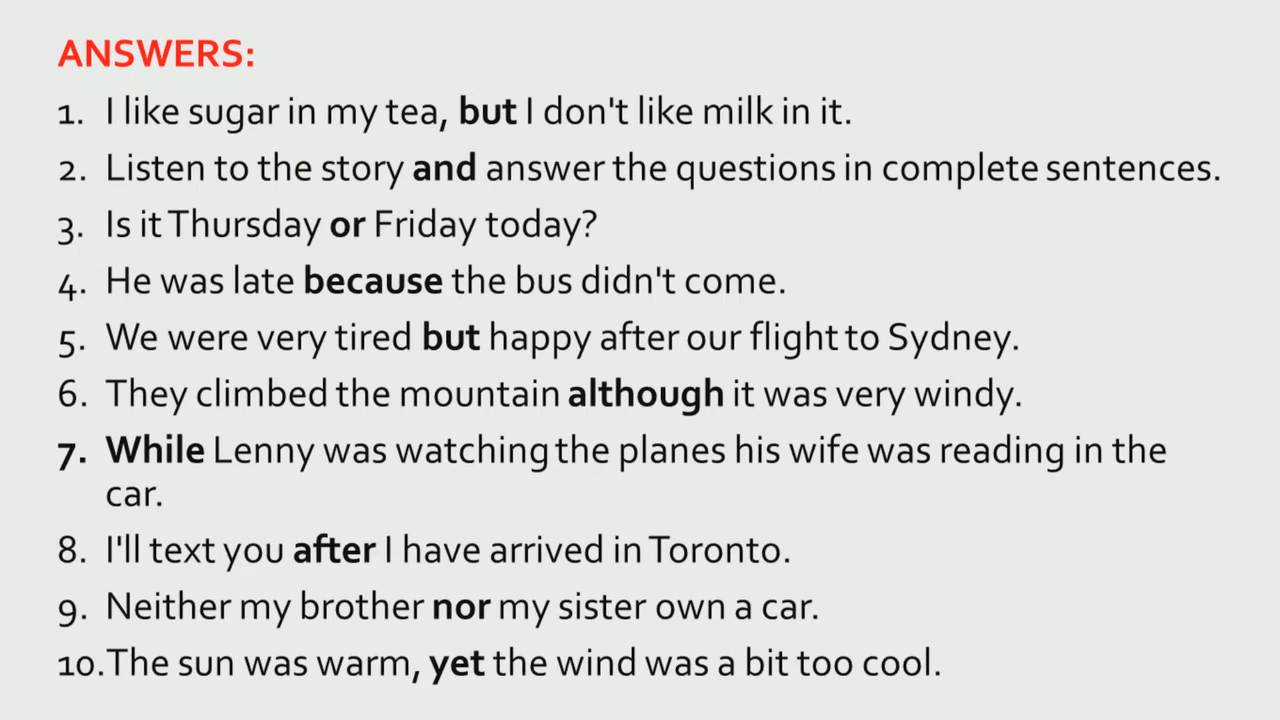 ANSWERS:
1. I like sugar in my tea, but I don't like milk in it.
2. Listen to the story and answer the questions in complete sentences.
3. Is it Thursday or Friday today?
4. He was late because the bus didn't come.
5. We were very tired but happy after our flight to Sydney.
6. They climbed the mountain although it was very windy.
7. While Lenny was watching the planes his wife was reading in the
car.
8. I'll text you after I have arrived in Toronto.
9. Neither my brother nor my sister own a car.
10. The sun was warm, yet the wind was a bit too cool.